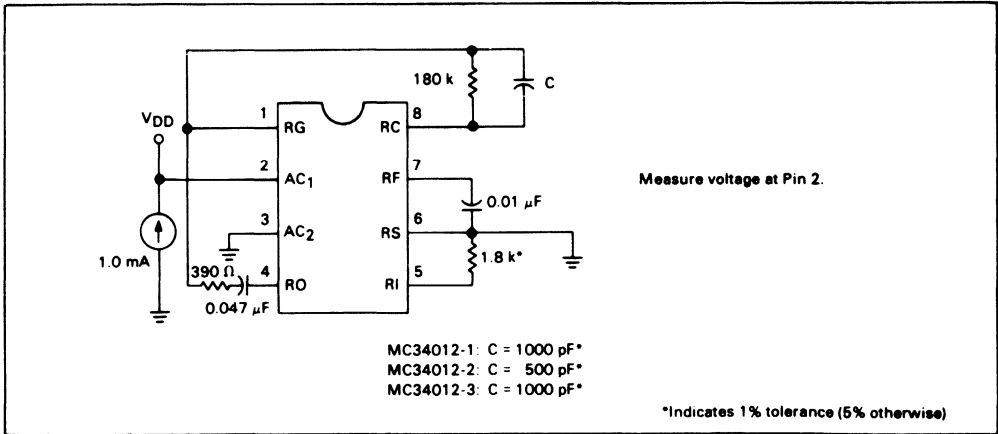 180 k
C
V_DD
1 RG RC 8
2 AC₁ RF 7
Measure voltage at Pin 2.
0.01 μF
3 AC₂ RS 6
1.0 mA
1.8 k*
390 Ω
4 RO RI 5
0.047 μF
MC34012-1: C = 1000 pF*
MC34012-2: C = 500 pF*
MC34012-3: C = 1000 pF*
*Indicates 1% tolerance (5% otherwise)